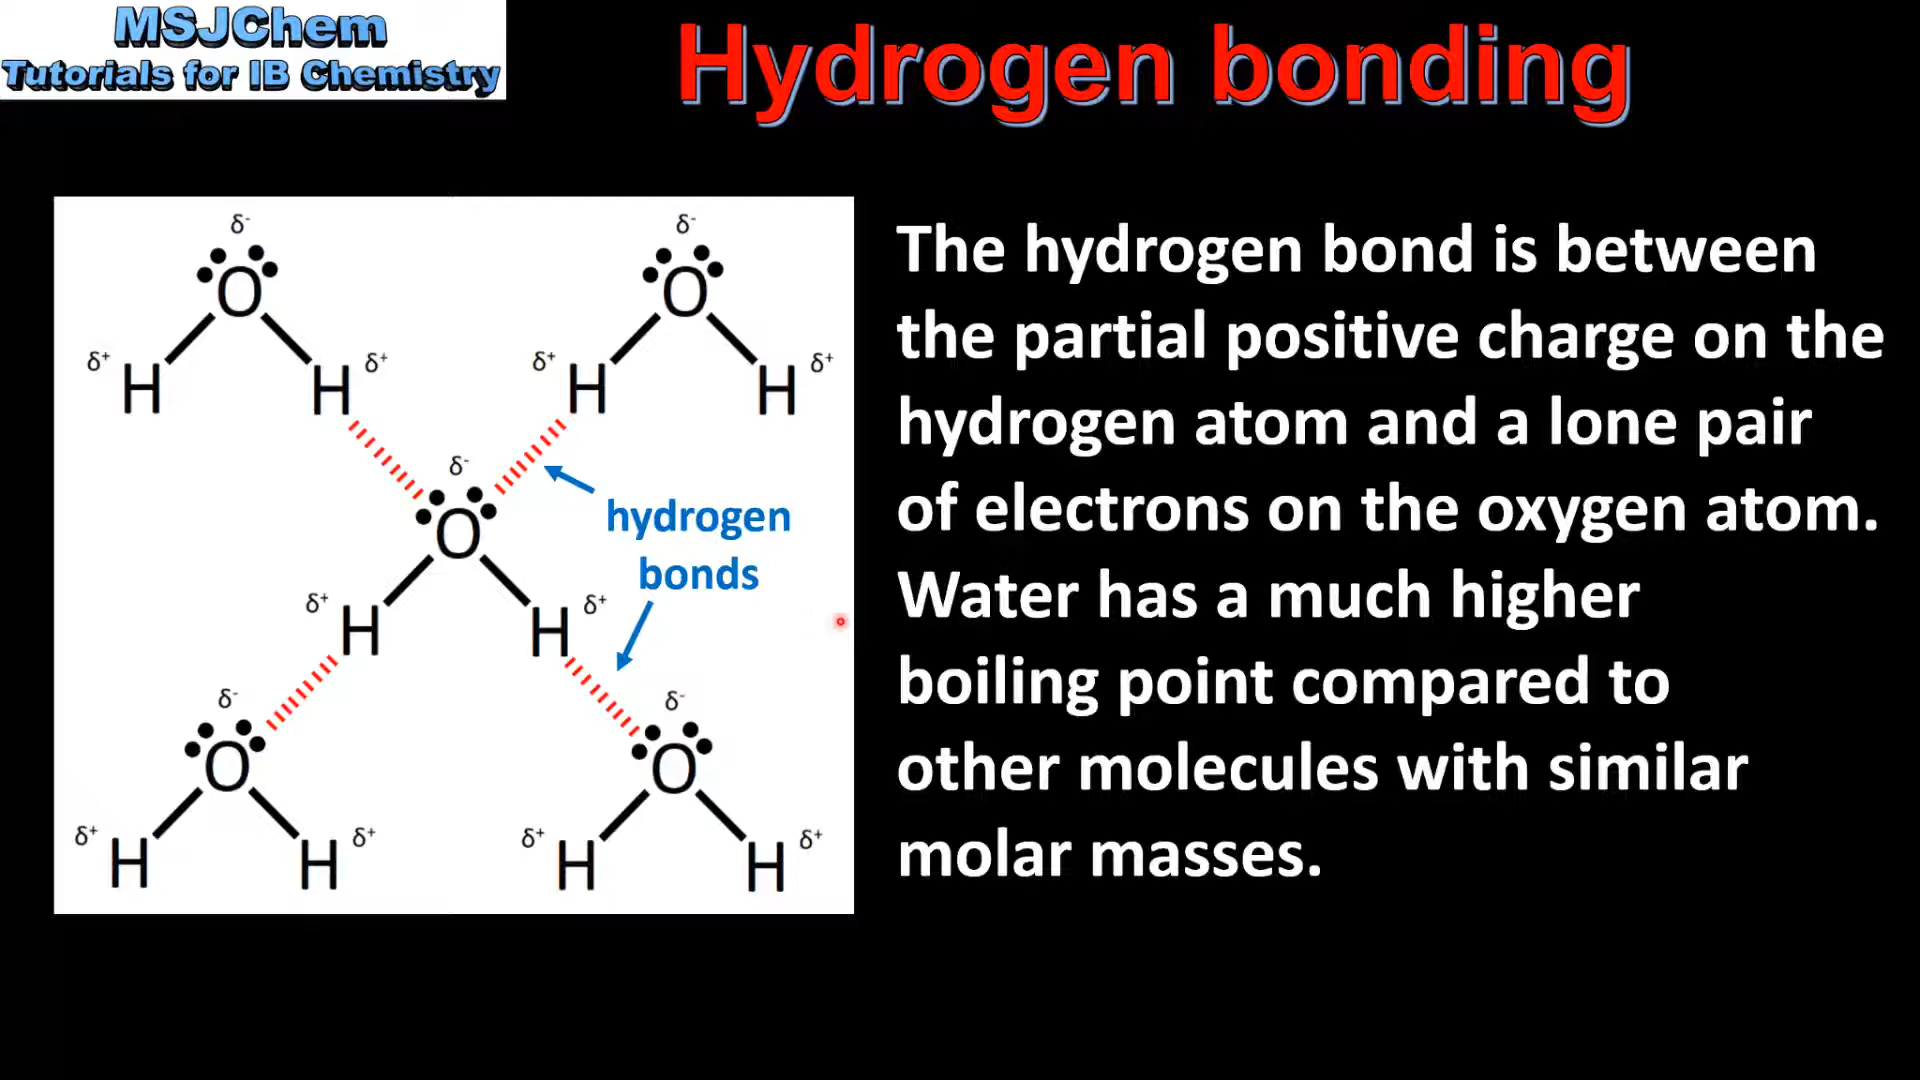 MSJChem
Tutorials for IB Chemistry
Hydrogen bonding
δ- δ-
O O
δ+ H H δ+ δ+ H H δ+
δ-
O
hydrogen
bonds
δ+ H H δ+
δ- δ-
O O
δ+ H H δ+ δ+ H H δ+
The hydrogen bond is between
the partial positive charge on the
hydrogen atom and a lone pair
of electrons on the oxygen atom.
Water has a much higher
boiling point compared to
other molecules with similar
molar masses.